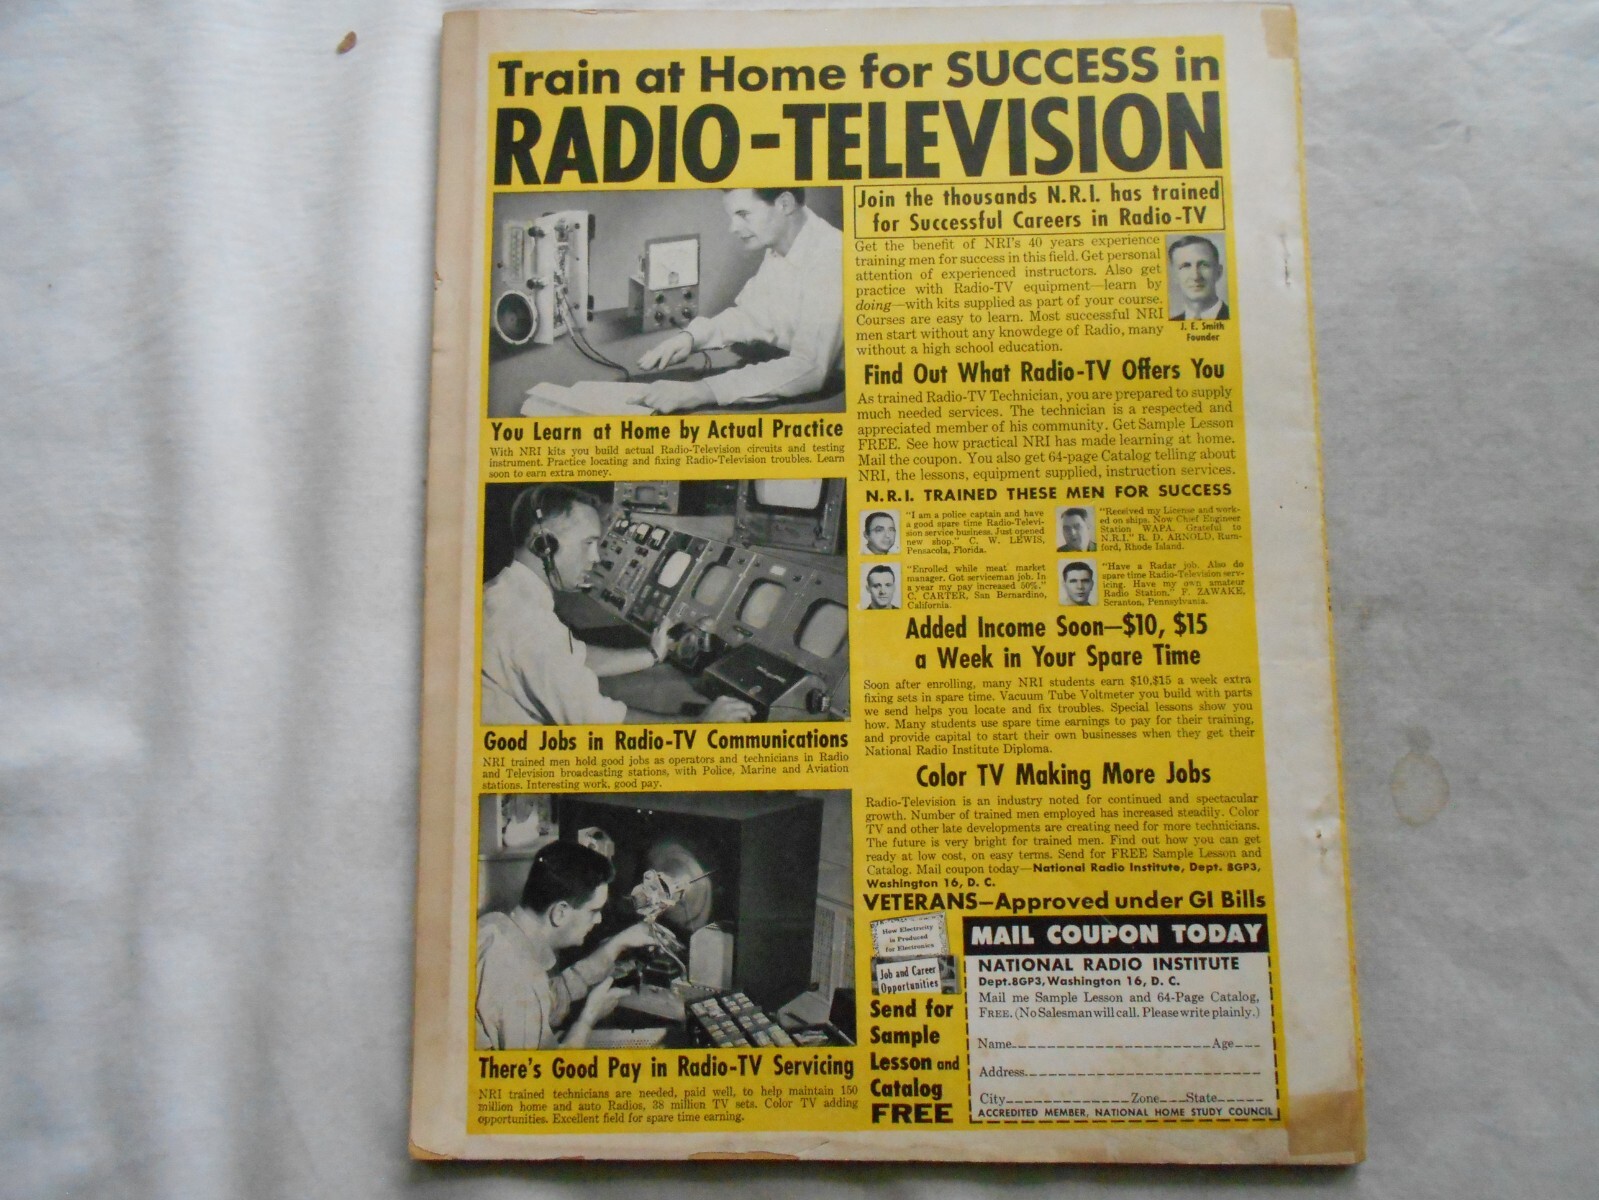 Train at Home for SUCCESS in
RADIO-TELEVISION
You Learn at Home by Actual Practice
With NRI kits you build actual Radio-Television circuits and testing
instrument. Practice locating and fixing Radio-Television troubles. Learn
soon to earn extra money.
Good Jobs in Radio-TV Communications
NRI trained men hold good jobs as operators and technicians in Radio
and Television broadcasting stations, with Police, Marine and Aviation
stations. Interesting work, good pay.
There's Good Pay in Radio-TV Servicing
NRI trained technicians are needed, paid well, to help maintain 150
million home and auto Radios, 38 million TV sets. Color TV adding
opportunities. Excellent field for spare time earning.
Join the thousands N.R.I. has trained
for Successful Careers in Radio-TV
Get the benefit of NRI's 40 years experience
training men for success in this field. Get personal
attention of experienced instructors. Also get
practice with Radio-TV equipment—learn by
doing—with kits supplied as part of your course.
Courses are easy to learn. Most successful NRI
men start without any knowdege of Radio, many
without a high school education.
J. E. Smith
Founder
Find Out What Radio-TV Offers You
As trained Radio-TV Technician, you are prepared to supply
much needed services. The technician is a respected and
appreciated member of his community. Get Sample Lesson
FREE. See how practical NRI has made learning at home.
Mail the coupon. You also get 64-page Catalog telling about
NRI, the lessons, equipment supplied, instruction services.
N.R.I. TRAINED THESE MEN FOR SUCCESS
"I am a police captain and have
a good spare time Radio-Televi-
sion service business. Just opened
new shop." C. W. LEWIS,
Pensacola, Florida.
"Received my License and work-
ed on ships. Now Chief Engineer
Station WAPA. Grateful to
N.R.I." R. D. ARNOLD, Rum-
ford, Rhode Island.
"Enrolled while meat market
manager. Got serviceman job. In
a year my pay increased 50%."
C. CARTER, San Bernardino,
California.
"Have a Radar job. Also do
spare time Radio-Television serv-
icing. Have my own amateur
Radio Station." F. ZAWAKE,
Scranton, Pennsylvania.
Added Income Soon—$10, $15
a Week in Your Spare Time
Soon after enrolling, many NRI students earn $10,$15 a week extra
fixing sets in spare time. Vacuum Tube Voltmeter you build with parts
we send helps you locate and fix troubles. Special lessons show you
how. Many students use spare time earnings to pay for their training,
and provide capital to start their own businesses when they get their
National Radio Institute Diploma.
Color TV Making More Jobs
Radio-Television is an industry noted for continued and spectacular
growth. Number of trained men employed has increased steadily. Color
TV and other late developments are creating need for more technicians.
The future is very bright for trained men. Find out how you can get
ready at low cost, on easy terms. Send for FREE Sample Lesson and
Catalog. Mail coupon today—National Radio Institute, Dept. 8GP3,
Washington 16, D. C.
VETERANS—Approved under GI Bills
How Electricity
is Produced
for Electronics
Job and Career
Opportunities
Send for
Sample
Lesson and
Catalog
FREE
MAIL COUPON TODAY
NATIONAL RADIO INSTITUTE
Dept.8GP3, Washington 16, D. C.
Mail me Sample Lesson and 64-Page Catalog,
FREE. (No Salesman will call. Please write plainly.)
Name Age
Address
City Zone State
ACCREDITED MEMBER, NATIONAL HOME STUDY COUNCIL